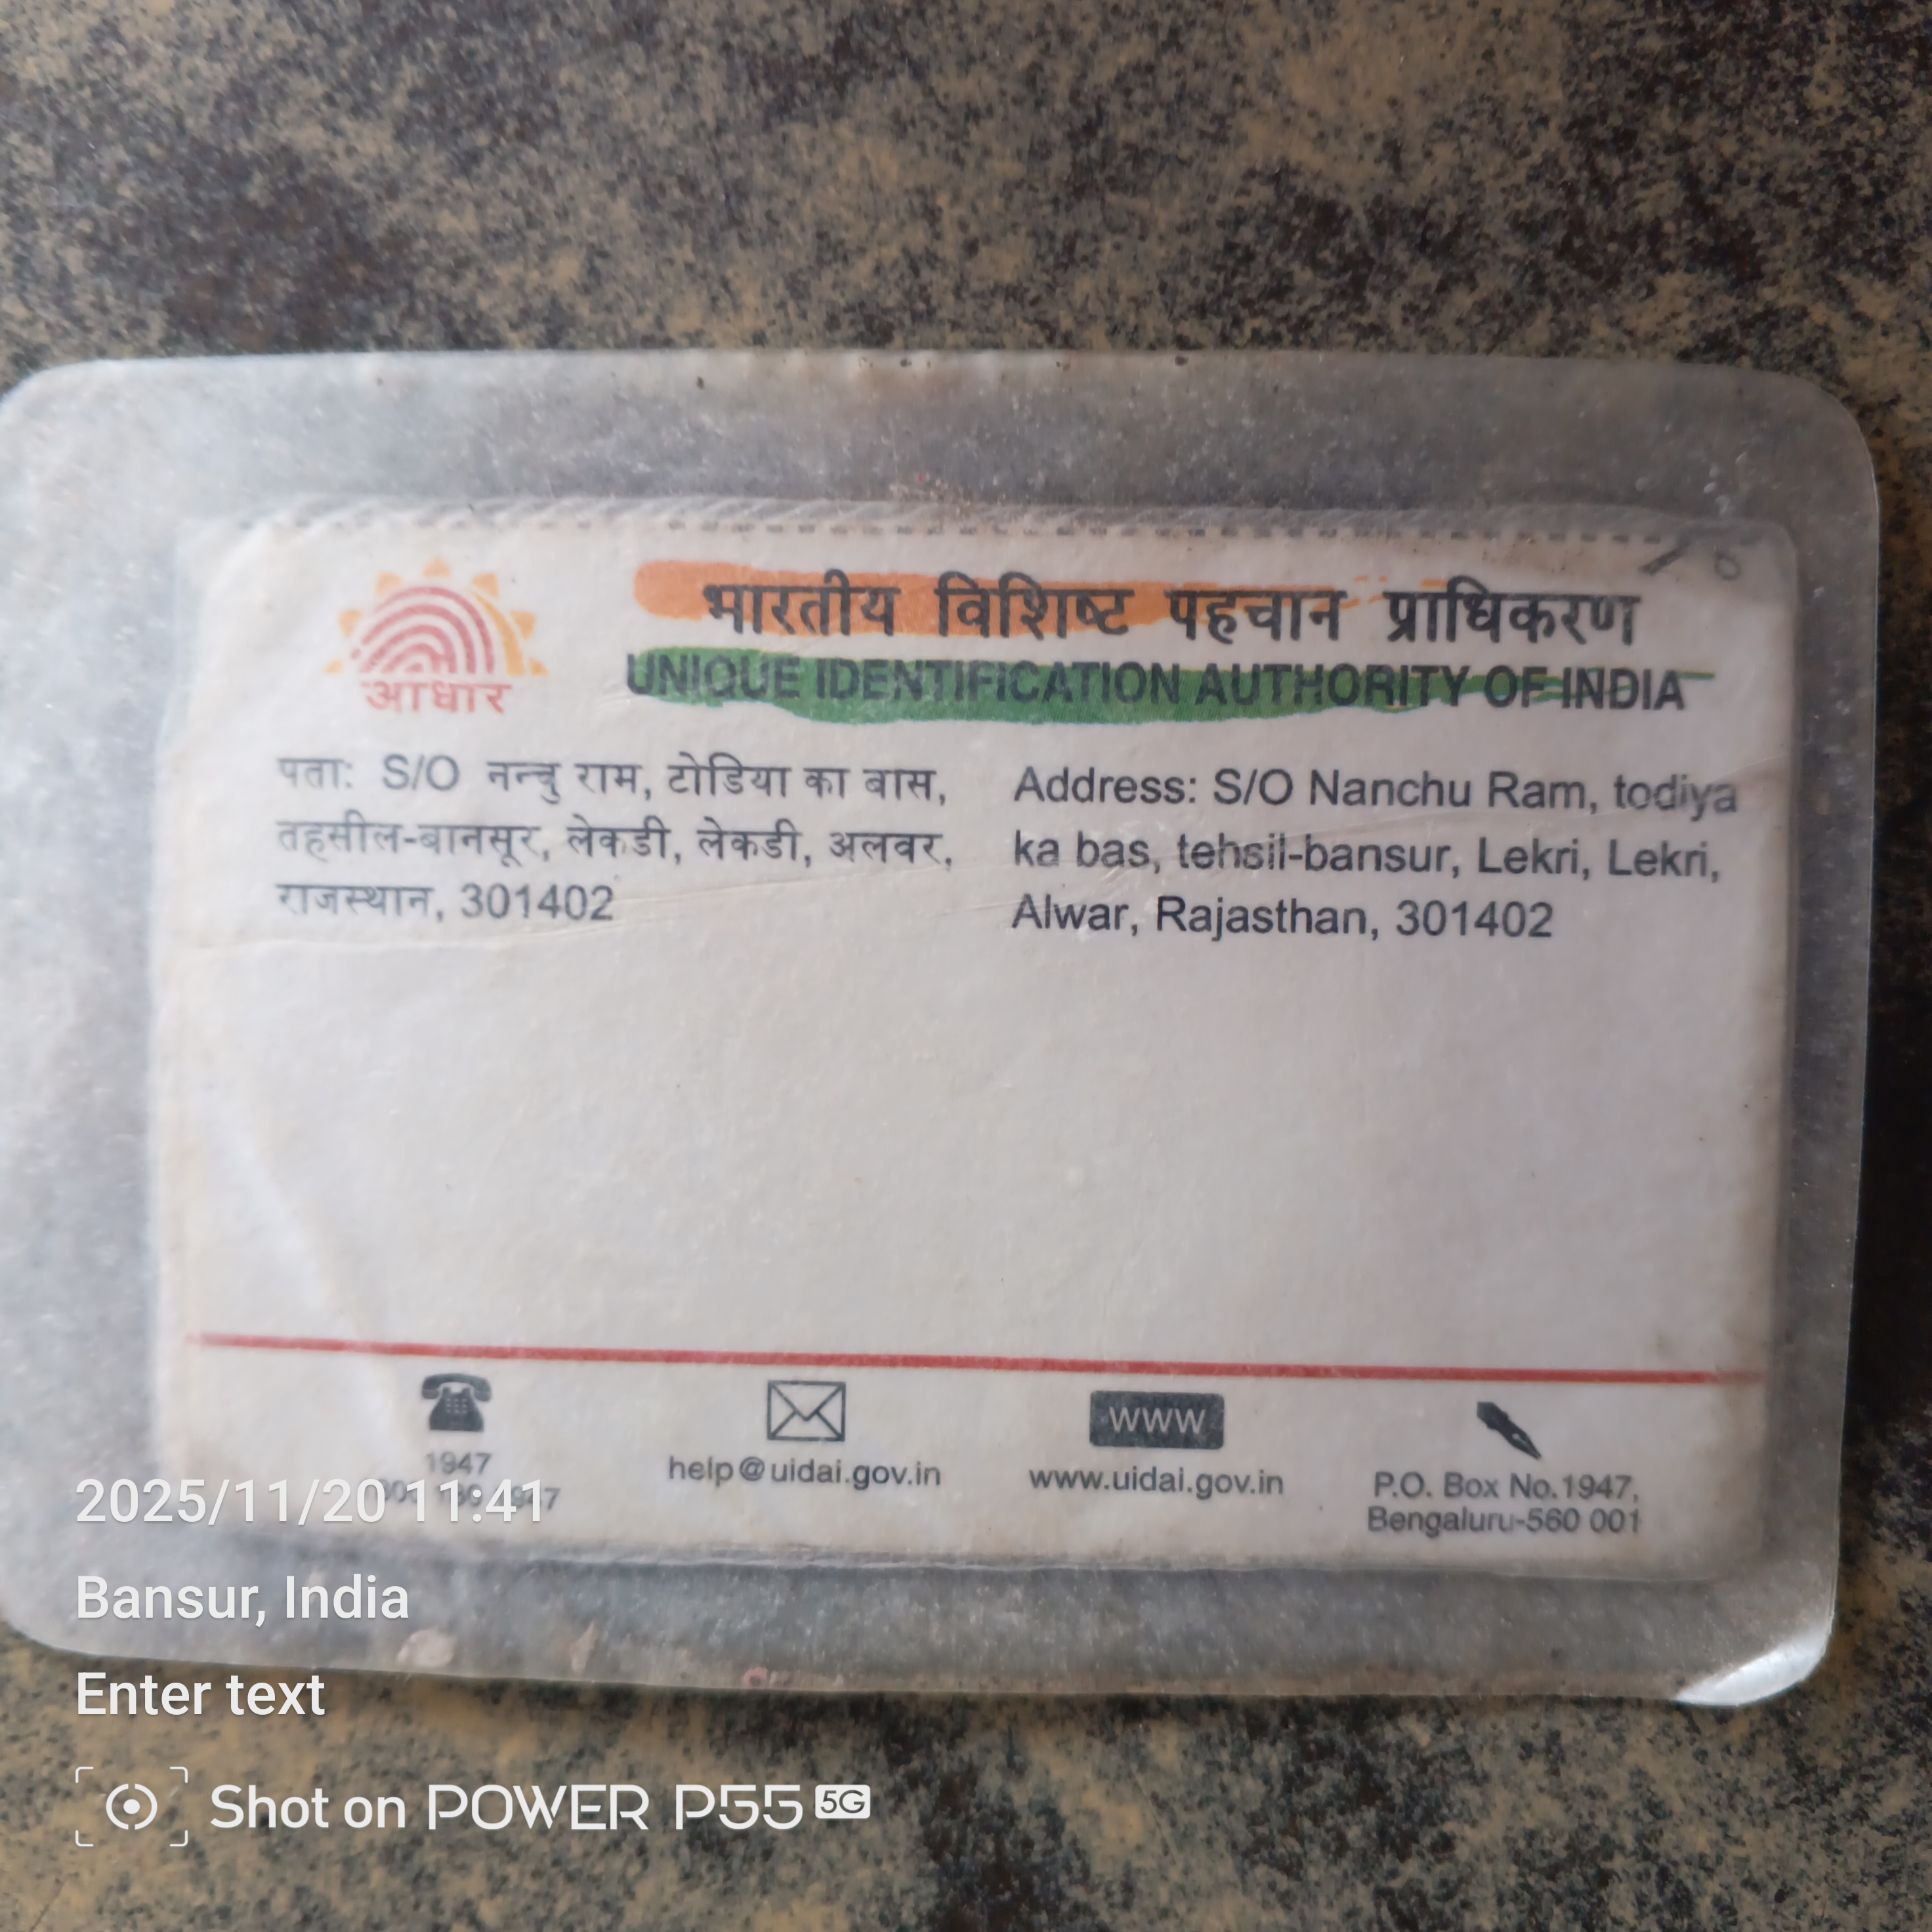 भारतीय विशिष्ट पहचान प्राधिकरण
UNIQUE IDENTIFICATION AUTHORITY OF INDIA
आधार
पता: S/O नन्चु राम, टोडिया का बास,
तहसील-बानसूर, लेकडी, लेकडी, अलवर,
राजस्थान, 301402
Address: S/O Nanchu Ram, todiya
ka bas, tehsil-bansur, Lekri, Lekri,
Alwar, Rajasthan, 301402
1947
help@uidai.gov.in
WWW
www.uidai.gov.in
P.O. Box No.1947,
Bengaluru-560 001
2025/11/20 11:41
Bansur, India
Enter text
Shot on POWER P55 5G